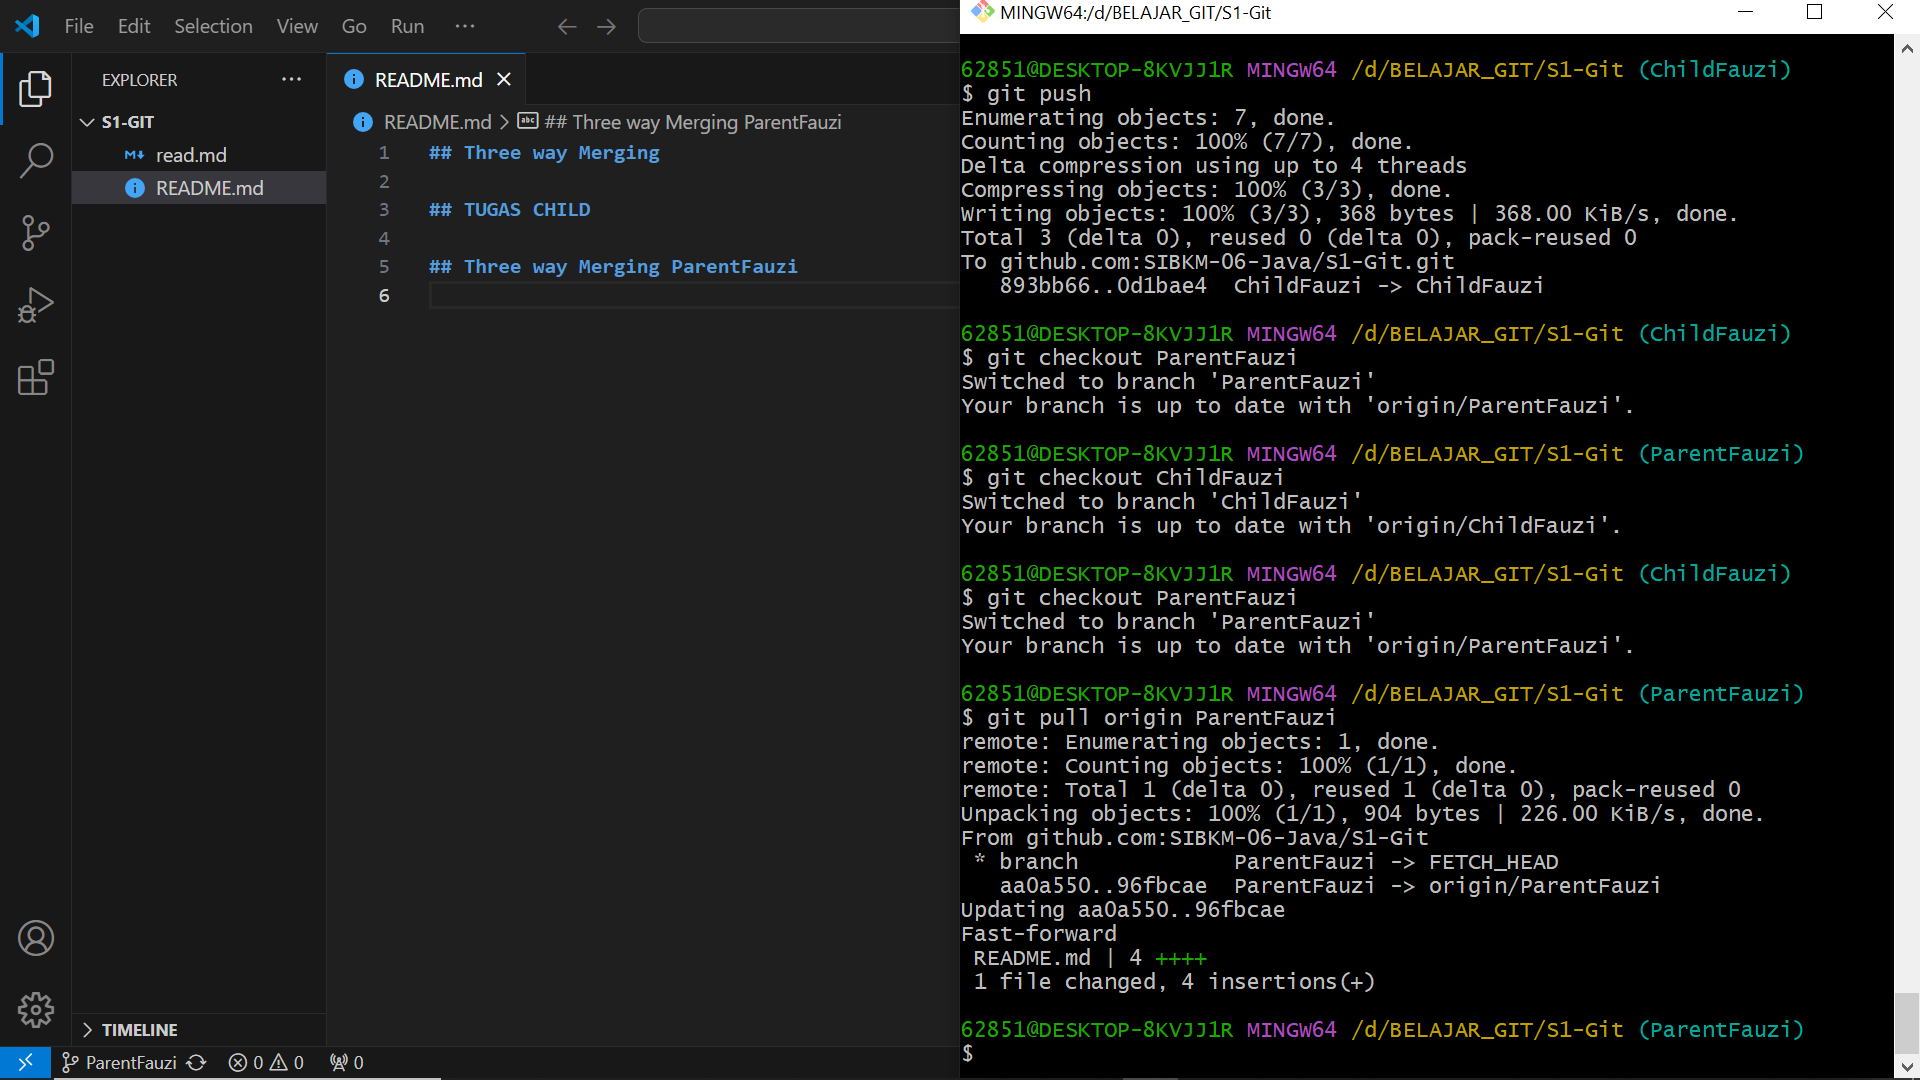 File Edit Selection View Go Run ···
EXPLORER ···
S1-GIT
read.md
README.md
TIMELINE
README.md
README.md > ## Three way Merging ParentFauzi
1 ## Three way Merging
2
3 ## TUGAS CHILD
4
5 ## Three way Merging ParentFauzi
6
ParentFauzi 0 0 0
MINGW64:/d/BELAJAR_GIT/S1-Git
62851@DESKTOP-8KVJJ1R MINGW64 /d/BELAJAR_GIT/S1-Git (ChildFauzi)
$ git push
Enumerating objects: 7, done.
Counting objects: 100% (7/7), done.
Delta compression using up to 4 threads
Compressing objects: 100% (3/3), done.
Writing objects: 100% (3/3), 368 bytes | 368.00 KiB/s, done.
Total 3 (delta 0), reused 0 (delta 0), pack-reused 0
To github.com:SIBKM-06-Java/S1-Git.git
893bb66..0d1bae4 ChildFauzi -> ChildFauzi
62851@DESKTOP-8KVJJ1R MINGW64 /d/BELAJAR_GIT/S1-Git (ChildFauzi)
$ git checkout ParentFauzi
Switched to branch 'ParentFauzi'
Your branch is up to date with 'origin/ParentFauzi'.
62851@DESKTOP-8KVJJ1R MINGW64 /d/BELAJAR_GIT/S1-Git (ParentFauzi)
$ git checkout ChildFauzi
Switched to branch 'ChildFauzi'
Your branch is up to date with 'origin/ChildFauzi'.
62851@DESKTOP-8KVJJ1R MINGW64 /d/BELAJAR_GIT/S1-Git (ChildFauzi)
$ git checkout ParentFauzi
Switched to branch 'ParentFauzi'
Your branch is up to date with 'origin/ParentFauzi'.
62851@DESKTOP-8KVJJ1R MINGW64 /d/BELAJAR_GIT/S1-Git (ParentFauzi)
$ git pull origin ParentFauzi
remote: Enumerating objects: 1, done.
remote: Counting objects: 100% (1/1), done.
remote: Total 1 (delta 0), reused 1 (delta 0), pack-reused 0
Unpacking objects: 100% (1/1), 904 bytes | 226.00 KiB/s, done.
From github.com:SIBKM-06-Java/S1-Git
* branch ParentFauzi -> FETCH_HEAD
aa0a550..96fbcae ParentFauzi -> origin/ParentFauzi
Updating aa0a550..96fbcae
Fast-forward
README.md | 4 ++++
1 file changed, 4 insertions(+)
62851@DESKTOP-8KVJJ1R MINGW64 /d/BELAJAR_GIT/S1-Git (ParentFauzi)
$